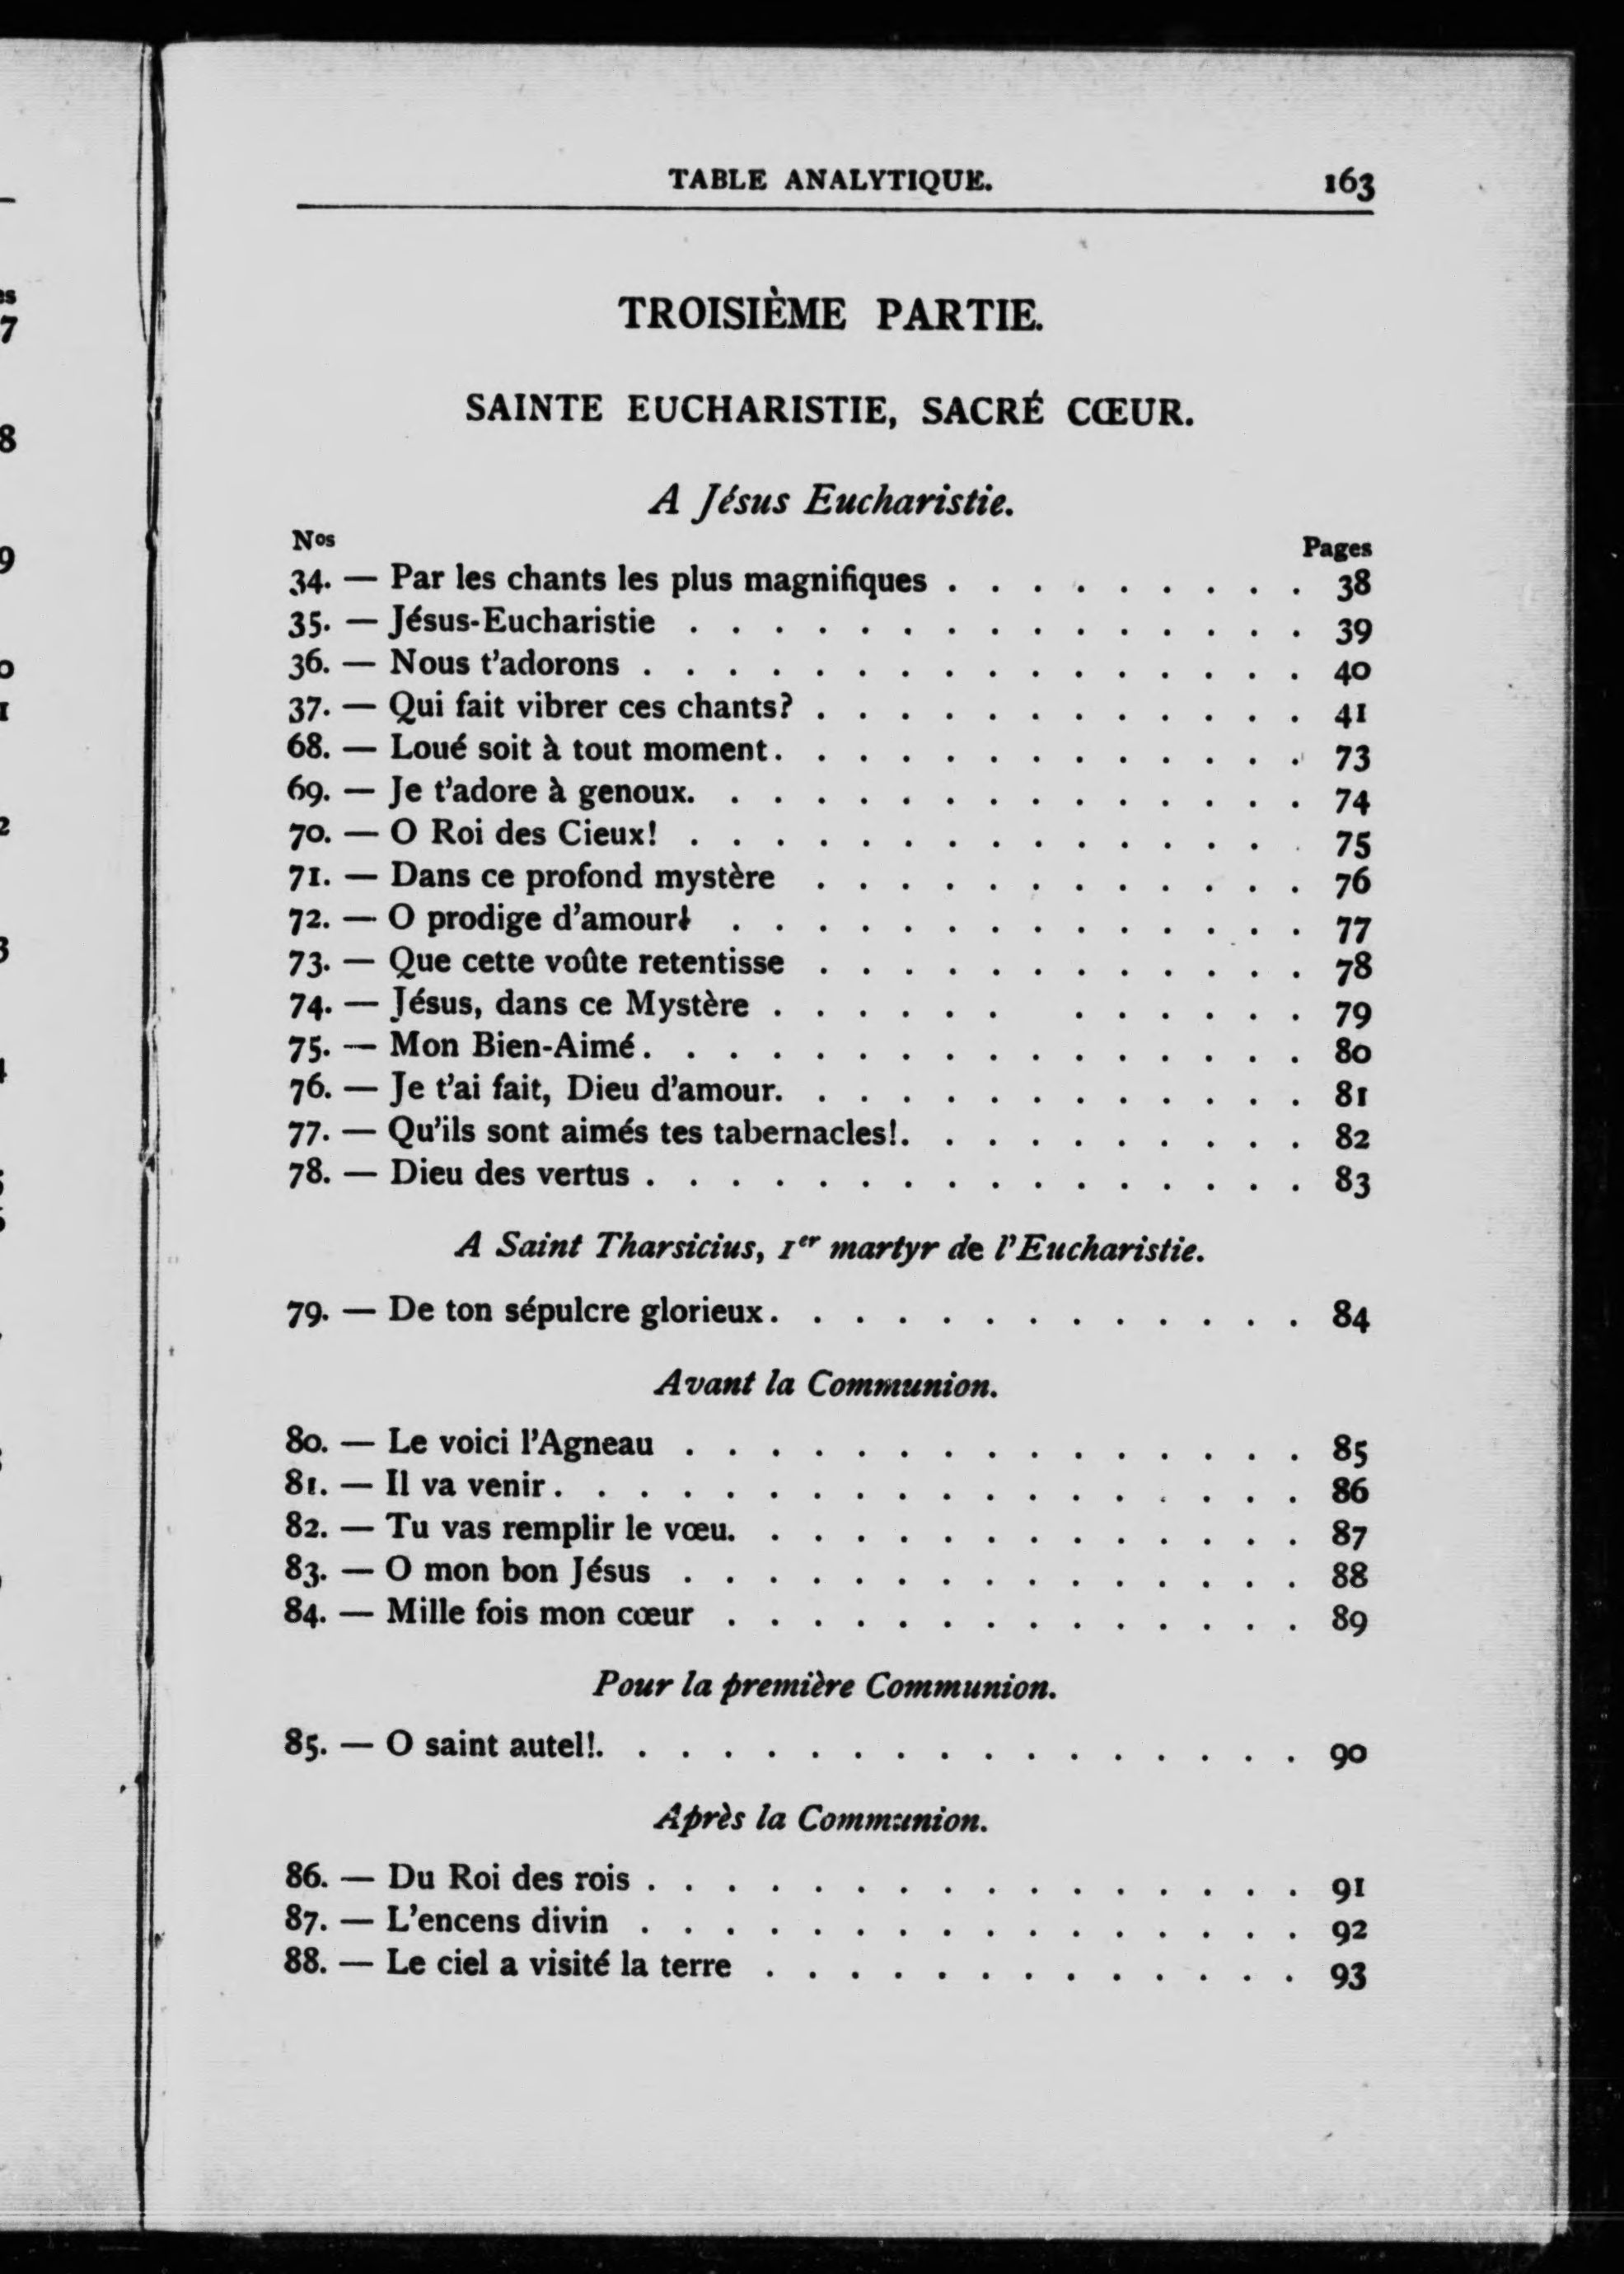 TABLE ANALYTIQUE. 163
TROISIÈME PARTIE.
SAINTE EUCHARISTIE, SACRÉ CŒUR.
A Jésus Eucharistie.
Nos Pages
34. — Par les chants les plus magnifiques . . . . . . . . . 38
35. — Jésus-Eucharistie . . . . . . . . . . . . . . . 39
36. — Nous t'adorons . . . . . . . . . . . . . . . . 40
37. — Qui fait vibrer ces chants? . . . . . . . . . . . . 41
68. — Loué soit à tout moment. . . . . . . . . . . . . 73
69. — Je t'adore à genoux. . . . . . . . . . . . . . . 74
70. — O Roi des Cieux! . . . . . . . . . . . . . . . 75
71. — Dans ce profond mystère . . . . . . . . . . . . 76
72. — O prodige d'amour! . . . . . . . . . . . . . . 77
73. — Que cette voûte retentisse . . . . . . . . . . . . 78
74. — Jésus, dans ce Mystère . . . . . . . . . . . . 79
75. — Mon Bien-Aimé. . . . . . . . . . . . . . . . 80
76. — Je t'ai fait, Dieu d'amour. . . . . . . . . . . . . 81
77. — Qu'ils sont aimés tes tabernacles!. . . . . . . . . . 82
78. — Dieu des vertus . . . . . . . . . . . . . . . . 83
A Saint Tharsicius, 1er martyr de l'Eucharistie.
79. — De ton sépulcre glorieux. . . . . . . . . . . . . 84
Avant la Communion.
80. — Le voici l'Agneau . . . . . . . . . . . . . . . 85
81. — Il va venir. . . . . . . . . . . . . . . . . . 86
82. — Tu vas remplir le vœu. . . . . . . . . . . . . . 87
83. — O mon bon Jésus . . . . . . . . . . . . . . . 88
84. — Mille fois mon cœur . . . . . . . . . . . . . . 89
Pour la première Communion.
85. — O saint autel!. . . . . . . . . . . . . . . . . 90
Après la Communion.
86. — Du Roi des rois . . . . . . . . . . . . . . . . 91
87. — L'encens divin . . . . . . . . . . . . . . . . 92
88. — Le ciel a visité la terre . . . . . . . . . . . . . 93